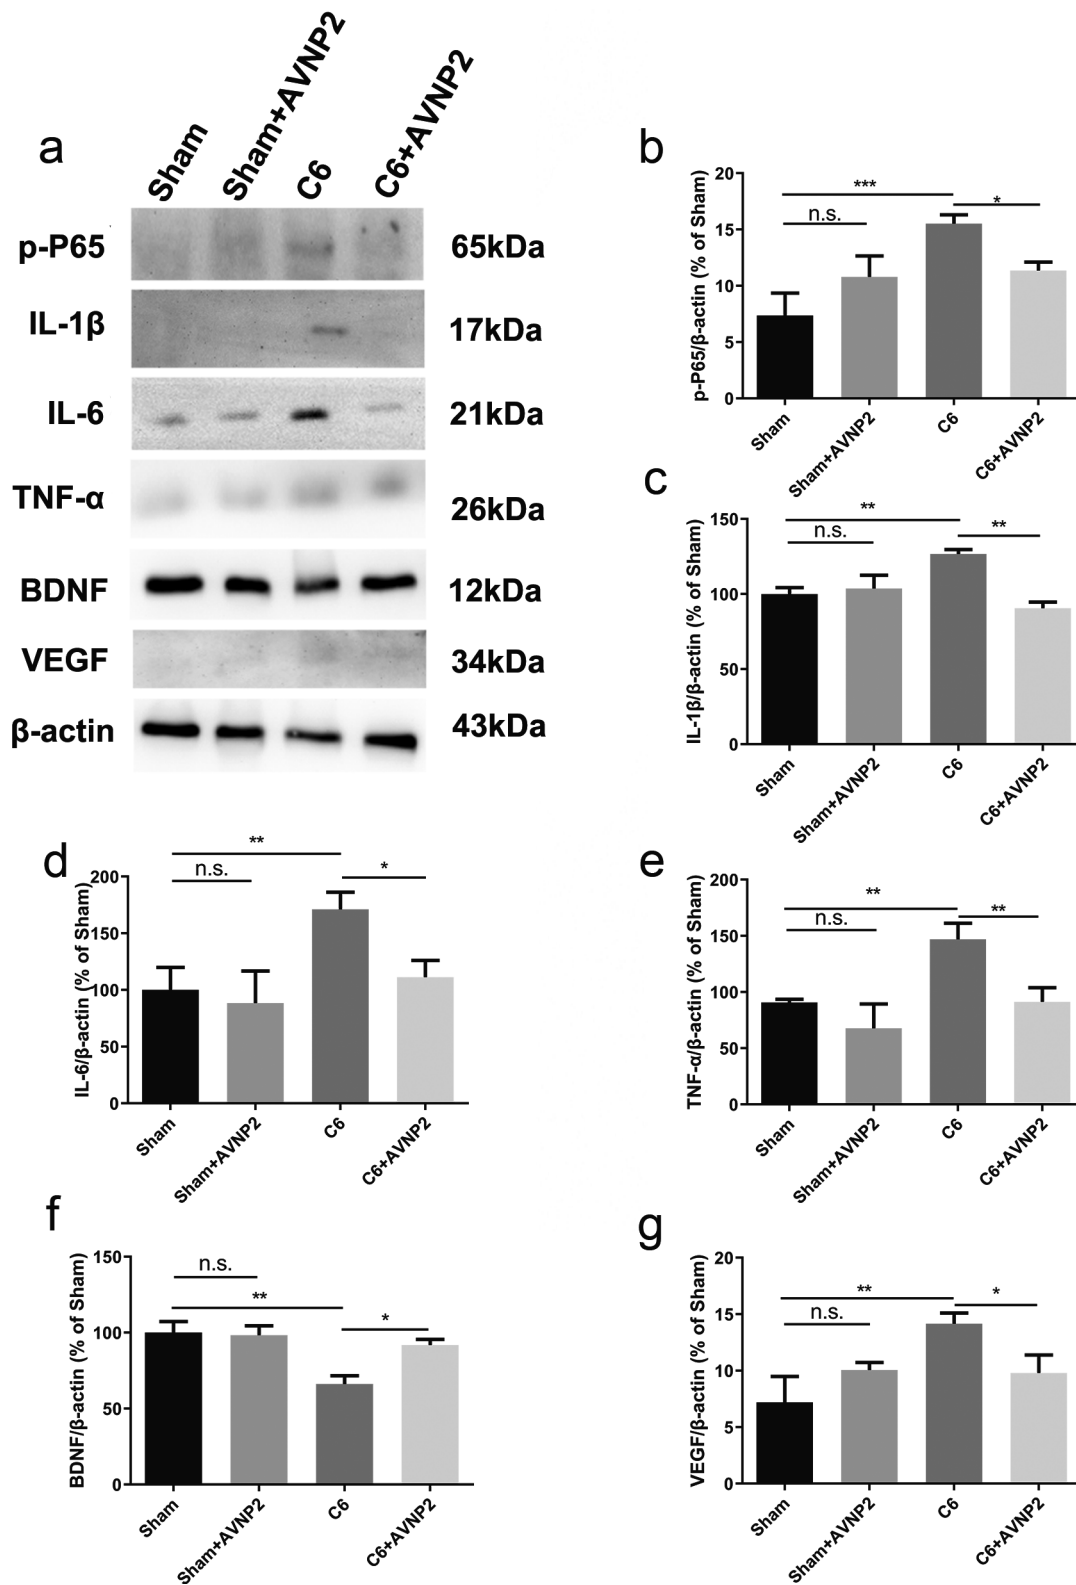 a
Sham
Sham+AVNP2
C6
C6+AVNP2
p-P65
65kDa
IL-1β
17kDa
IL-6
21kDa
TNF-α
26kDa
BDNF
12kDa
VEGF
34kDa
β-actin
43kDa
b
p-P65/β-actin (% of Sham)
20
15
10
5
0
***
n.s.
*
Sham
Sham+AVNP2
C6
C6+AVNP2
c
IL-1β/β-actin (% of Sham)
150
100
50
0
**
n.s.
**
Sham
Sham+AVNP2
C6
C6+AVNP2
d
IL-6/β-actin (% of Sham)
200
150
100
50
0
**
n.s.
*
Sham
Sham+AVNP2
C6
C6+AVNP2
e
TNF-α/β-actin (% of Sham)
200
150
100
50
0
**
n.s.
**
Sham
Sham+AVNP2
C6
C6+AVNP2
f
BDNF/β-actin (% of Sham)
150
100
50
0
n.s.
**
*
Sham
Sham+AVNP2
C6
C6+AVNP2
g
VEGF/β-actin (% of Sham)
20
15
10
5
0
**
n.s.
*
Sham
Sham+AVNP2
C6
C6+AVNP2